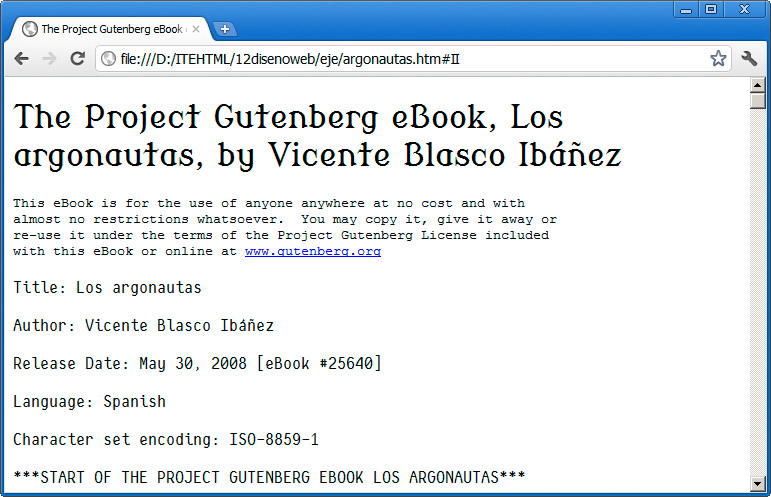 The Project Gutenberg eBook
file:///D:/ITEHTML/12disenoweb/eje/argonautas.htm#II
The Project Gutenberg eBook, Los
argonautas, by Vicente Blasco Ibáñez
This eBook is for the use of anyone anywhere at no cost and with
almost no restrictions whatsoever.  You may copy it, give it away or
re-use it under the terms of the Project Gutenberg License included
with this eBook or online at www.gutenberg.org
Title: Los argonautas
Author: Vicente Blasco Ibáñez
Release Date: May 30, 2008 [eBook #25640]
Language: Spanish
Character set encoding: ISO-8859-1
***START OF THE PROJECT GUTENBERG EBOOK LOS ARGONAUTAS***